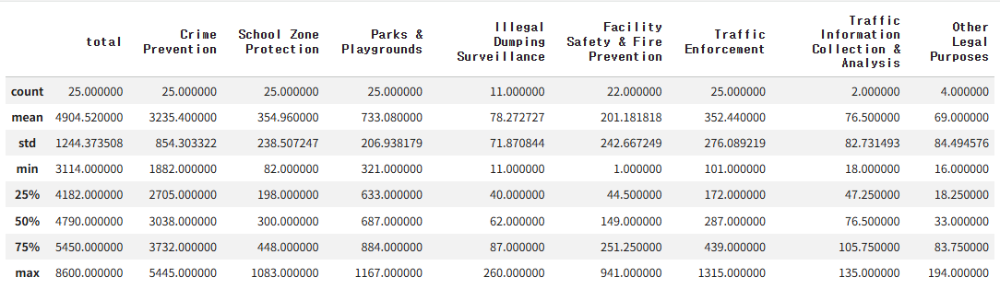 total Crime Prevention School Zone Protection Parks & Playgrounds Illegal Dumping Surveillance Facility Safety & Fire Prevention Traffic Enforcement Traffic Information Collection & Analysis Other Legal Purposes
count 25.000000 25.000000 25.000000 25.000000 11.000000 22.000000 25.000000 2.000000 4.000000
mean 4904.520000 3235.400000 354.960000 733.080000 78.272727 201.181818 352.440000 76.500000 69.000000
std 1244.373508 854.303322 238.507247 206.938179 71.870844 242.667249 276.089219 82.731493 84.494576
min 3114.000000 1882.000000 82.000000 321.000000 11.000000 1.000000 101.000000 18.000000 16.000000
25% 4182.000000 2705.000000 198.000000 633.000000 40.000000 44.500000 172.000000 47.250000 18.250000
50% 4790.000000 3038.000000 300.000000 687.000000 62.000000 149.000000 287.000000 76.500000 33.000000
75% 5450.000000 3732.000000 448.000000 884.000000 87.000000 251.250000 439.000000 105.750000 83.750000
max 8600.000000 5445.000000 1083.000000 1167.000000 260.000000 941.000000 1315.000000 135.000000 194.000000